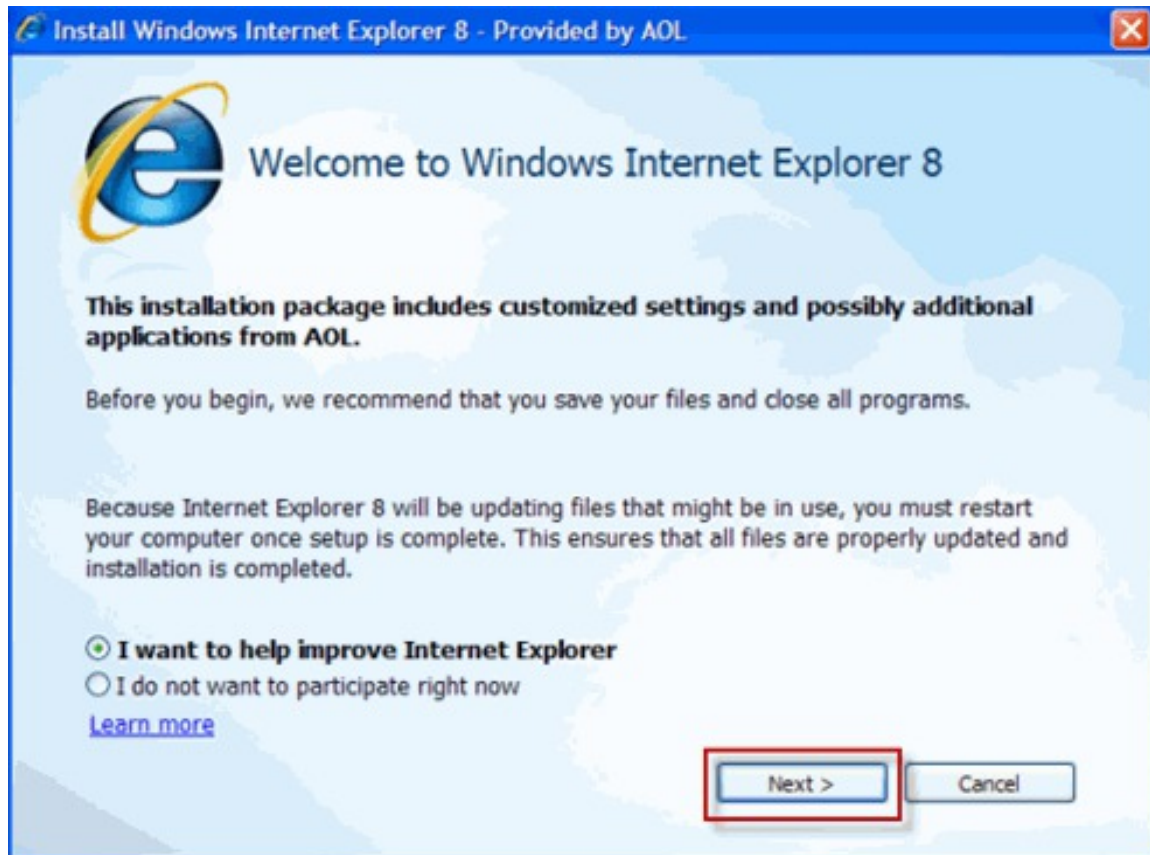 Install Windows Internet Explorer 8 - Provided by AOL
Welcome to Windows Internet Explorer 8
This installation package includes customized settings and possibly additional
applications from AOL.
Before you begin, we recommend that you save your files and close all programs.
Because Internet Explorer 8 will be updating files that might be in use, you must restart
your computer once setup is complete. This ensures that all files are properly updated and
installation is completed.
I want to help improve Internet Explorer
I do not want to participate right now
Learn more
Next > Cancel